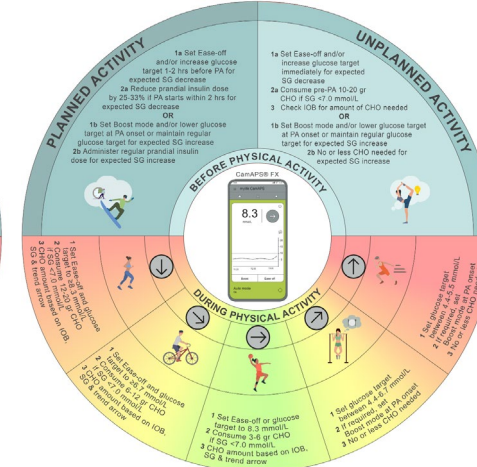 PLANNED ACTIVITY
1a Set Ease-off
and/or increase glucose
target 1-2 hrs before PA for
expected SG decrease
2a Reduce prandial insulin dose
by 25-33% if PA starts within 2 hrs for
expected SG decrease
OR
1b Set Boost mode and/or lower glucose
target at PA onset or maintain regular
glucose target for expected SG increase
2b Administer regular prandial insulin
dose for expected SG increase
UNPLANNED ACTIVITY
1a Set Ease-off and/or
increase glucose target
immediately for expected
SG decrease
2a Consume pre-PA 10-20 gr
CHO if SG <7.0 mmol/L
3 Check IOB for amount of CHO needed
OR
1b Set Boost mode and/or lower glucose target
at PA onset or maintain regular glucose
target for expected SG increase
2b No or less CHO needed for
expected SG increase
BEFORE PHYSICAL ACTIVITY
CamAPS® FX
8.3
DURING PHYSICAL ACTIVITY
1 Set Ease-off and glucose
2 Consume 12-20 gr CHO
if SG <7.0 mmol/L
3 CHO amount based on IOB,
SG & trend arrow
1 Set Ease-off and glucose
2 Consume 6-12 gr CHO
if SG <7.0 mmol/L
3 CHO amount based on IOB,
SG & trend arrow
1 Set Ease-off or glucose
target to 8.3 mmol/L
2 Consume 3-6 gr CHO
if SG <7.0 mmol/L
3 CHO amount based on IOB,
SG & trend arrow
1 Set glucose target
between 4.4-6.7 mmol/L
2 If required, set
Boost mode at PA onset
3 No or less CHO needed
1 Set glucose target
between 4.4-5.5 mmol/L
2 If required, set
Boost mode at PA onset
3 No or less CHO